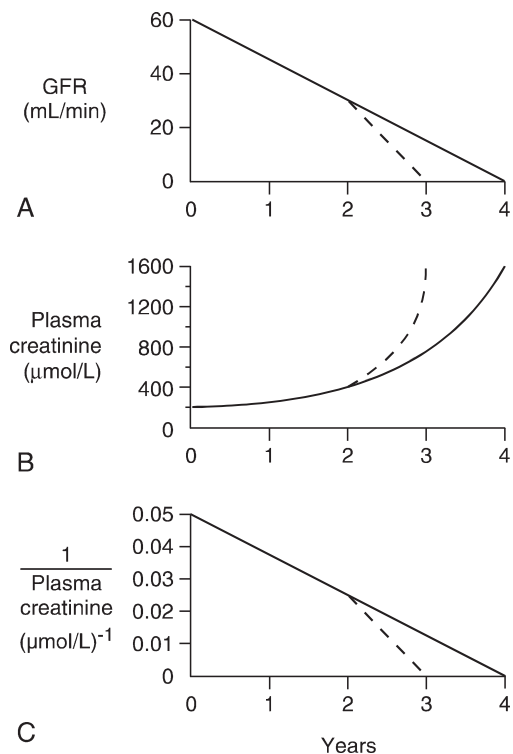 60
40
20
0
GFR
(mL/min)
0 1 2 3 4
A
1600
1200
800
400
0
Plasma
creatinine
(μmol/L)
0 1 2 3 4
B
0.05
0.04
0.03
0.02
0.01
0
1
Plasma
creatinine
(μmol/L)-1
0 1 2 3 4
C
Years